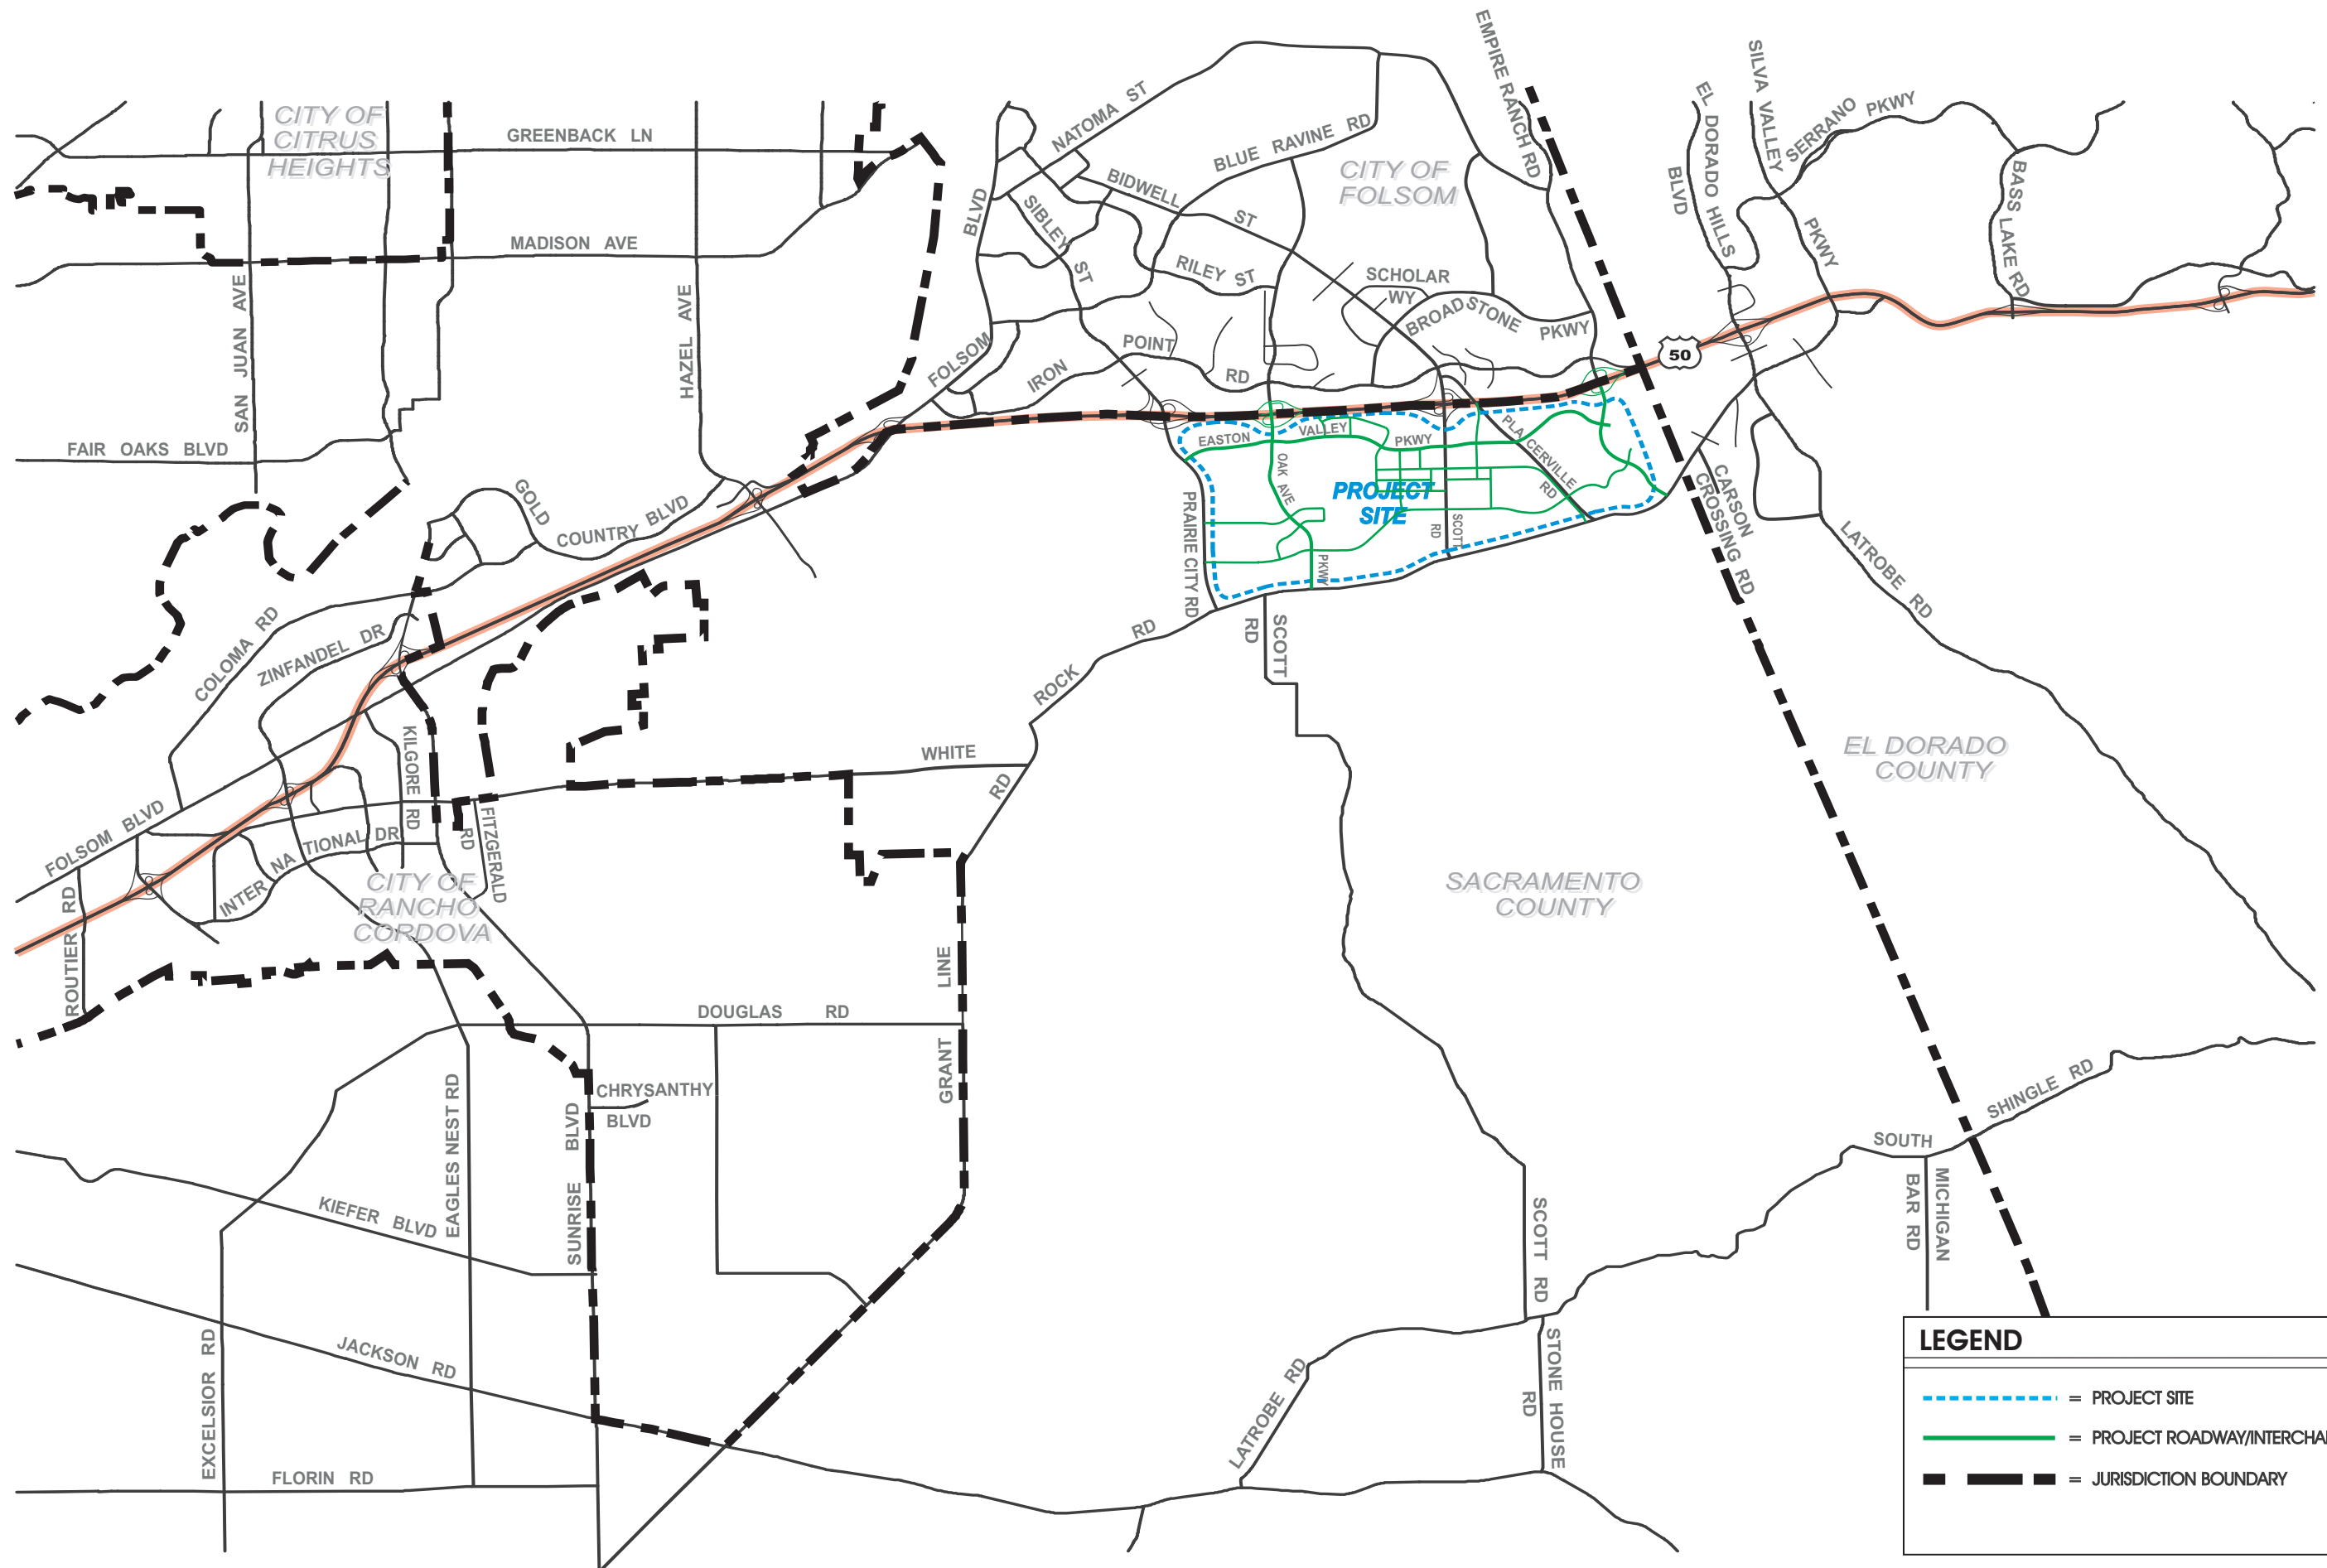 CITY OF
CITRUS
HEIGHTS
GREENBACK LN
MADISON AVE
SAN JUAN AVE
HAZEL AVE
FAIR OAKS BLVD
NATOMA ST
BLUE RAVINE RD
BIDWELL ST
SIBLEY ST
RILEY ST
FOLSOM BLVD
CITY OF
FOLSOM
EMPIRE RANCH RD
SCHOLAR
WY
BROADSTONE PKWY
IRON POINT RD
EL DORADO HILLS
BLVD
SILVA VALLEY
PKWY
SERRANO PKWY
BASS LAKE RD
50
EASTON VALLEY PKWY
PLACERVILLE
RD
OAK AVE
PKWY
PROJECT
SITE
SCOTT
RD
PRAIRIE CITY RD
CARSON
CROSSING RD
LATROBE RD
GOLD
COUNTRY BLVD
COLOMA RD
ZINFANDEL DR
KILGORE RD
FOLSOM BLVD
ROUTIER RD
INTER NA TIONAL DR
CITY OF
RANCHO
CORDOVA
FITZGERALD
RD
WHITE ROCK RD
RD
SCOTT
RD
GRANT LINE
EL DORADO
COUNTY
SACRAMENTO
COUNTY
DOUGLAS RD
CHRYSANTHY
BLVD
EAGLES NEST RD
SUNRISE BLVD
KIEFER BLVD
JACKSON RD
EXCELSIOR RD
FLORIN RD
SCOTT RD
STONE HOUSE
RD
LATROBE RD
SOUTH
SHINGLE RD
MICHIGAN
BAR RD
LEGEND
= PROJECT SITE
= PROJECT ROADWAY/INTERCHA
= JURISDICTION BOUNDARY